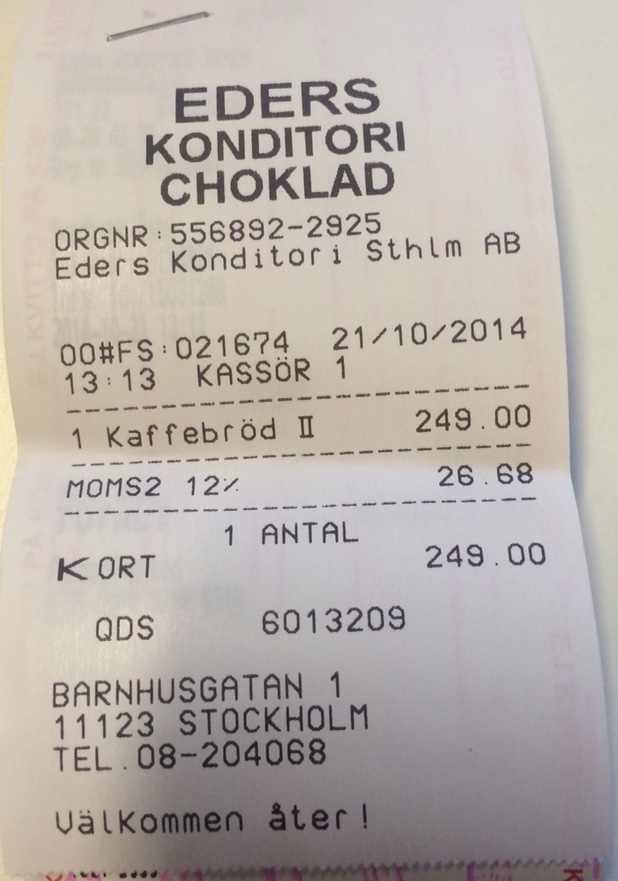 EDERS
KONDITORI
CHOKLAD
ORGNR:556892-2925
Eders Konditori Sthlm AB
00#FS:021674 21/10/2014
13:13 KASSÖR 1
1 Kaffebröd II 249.00
MOMS2 12% 26.68
1 ANTAL
KORT 249.00
QDS 6013209
BARNHUSGATAN 1
11123 STOCKHOLM
TEL.08-204068
Välkommen åter!